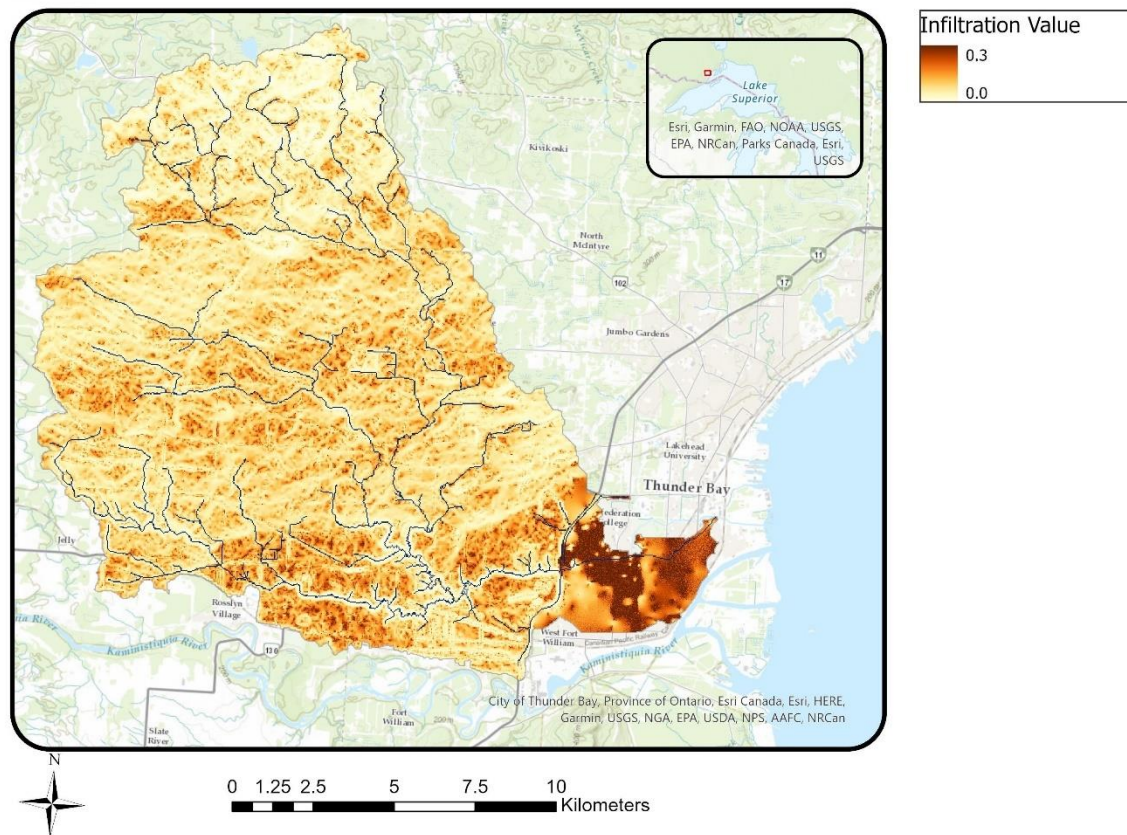 Infiltration Value
0.3
0.0
Lake
Superior
Esri, Garmin, FAO, NOAA, USGS,
EPA, NRCan, Parks Canada, Esri,
USGS
Kivikoski
North
McIntyre
11
17
102
Jumbo Gardens
Lakehead
University
Thunder Bay
Jelly
Rosslyn
Village
130
West Fort
William
Canadian Pacific Railway
Kaministiquia River
Kaministiquia River
Fort
William
Slate
River
City of Thunder Bay, Province of Ontario, Esri Canada, Esri, HERE,
Garmin, USGS, NGA, EPA, USDA, NPS, AAFC, NRCan
N
0 1.25 2.5 5 7.5 10
Kilometers